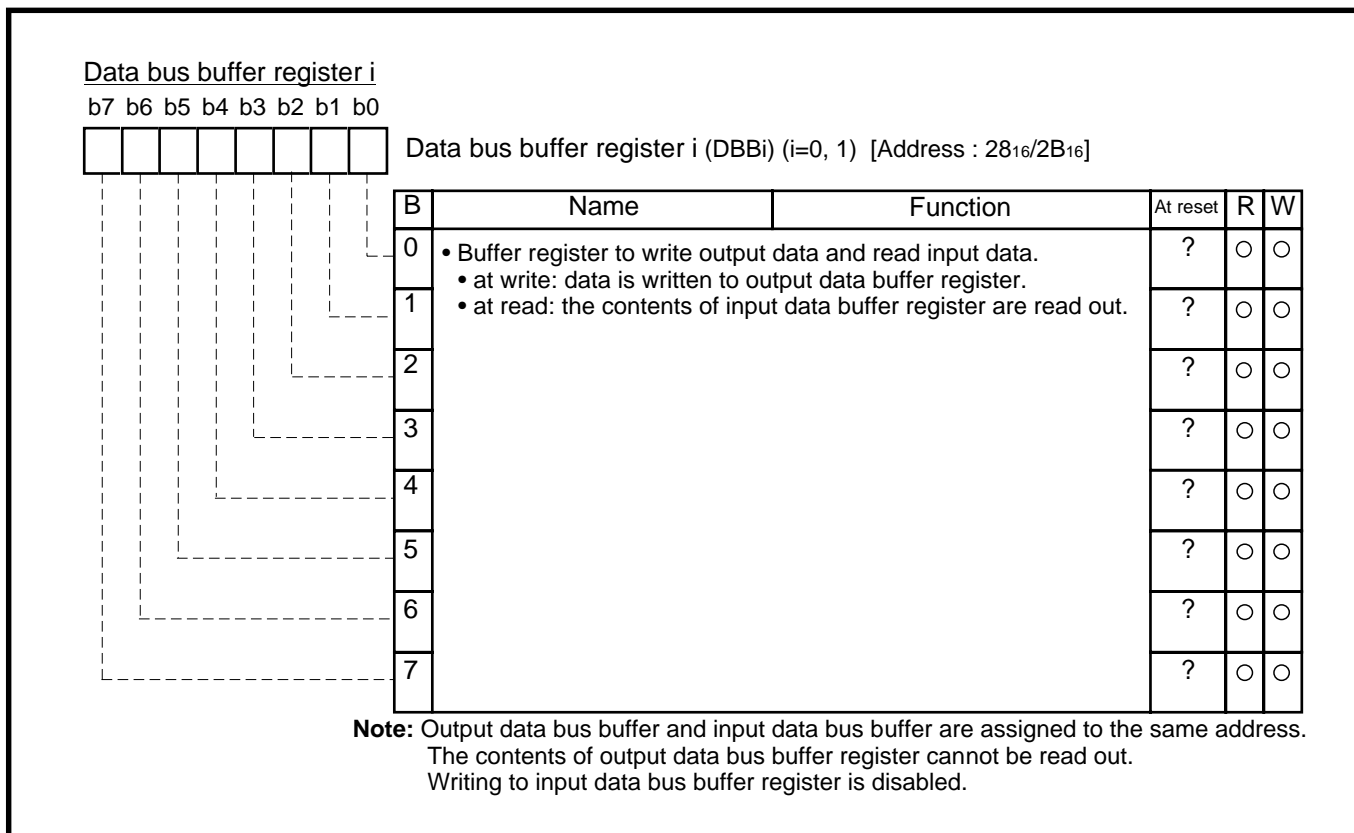 Data bus buffer register i
b7 b6 b5 b4 b3 b2 b1 b0
Data bus buffer register i (DBBi) (i=0, 1) [Address : 28₁₆/2B₁₆]
B Name Function At reset R W
0 • Buffer register to write output data and read input data. ? ○ ○
• at write: data is written to output data buffer register.
1 • at read: the contents of input data buffer register are read out. ? ○ ○
2 ? ○ ○
3 ? ○ ○
4 ? ○ ○
5 ? ○ ○
6 ? ○ ○
7 ? ○ ○
Note: Output data bus buffer and input data bus buffer are assigned to the same address.
The contents of output data bus buffer register cannot be read out.
Writing to input data bus buffer register is disabled.